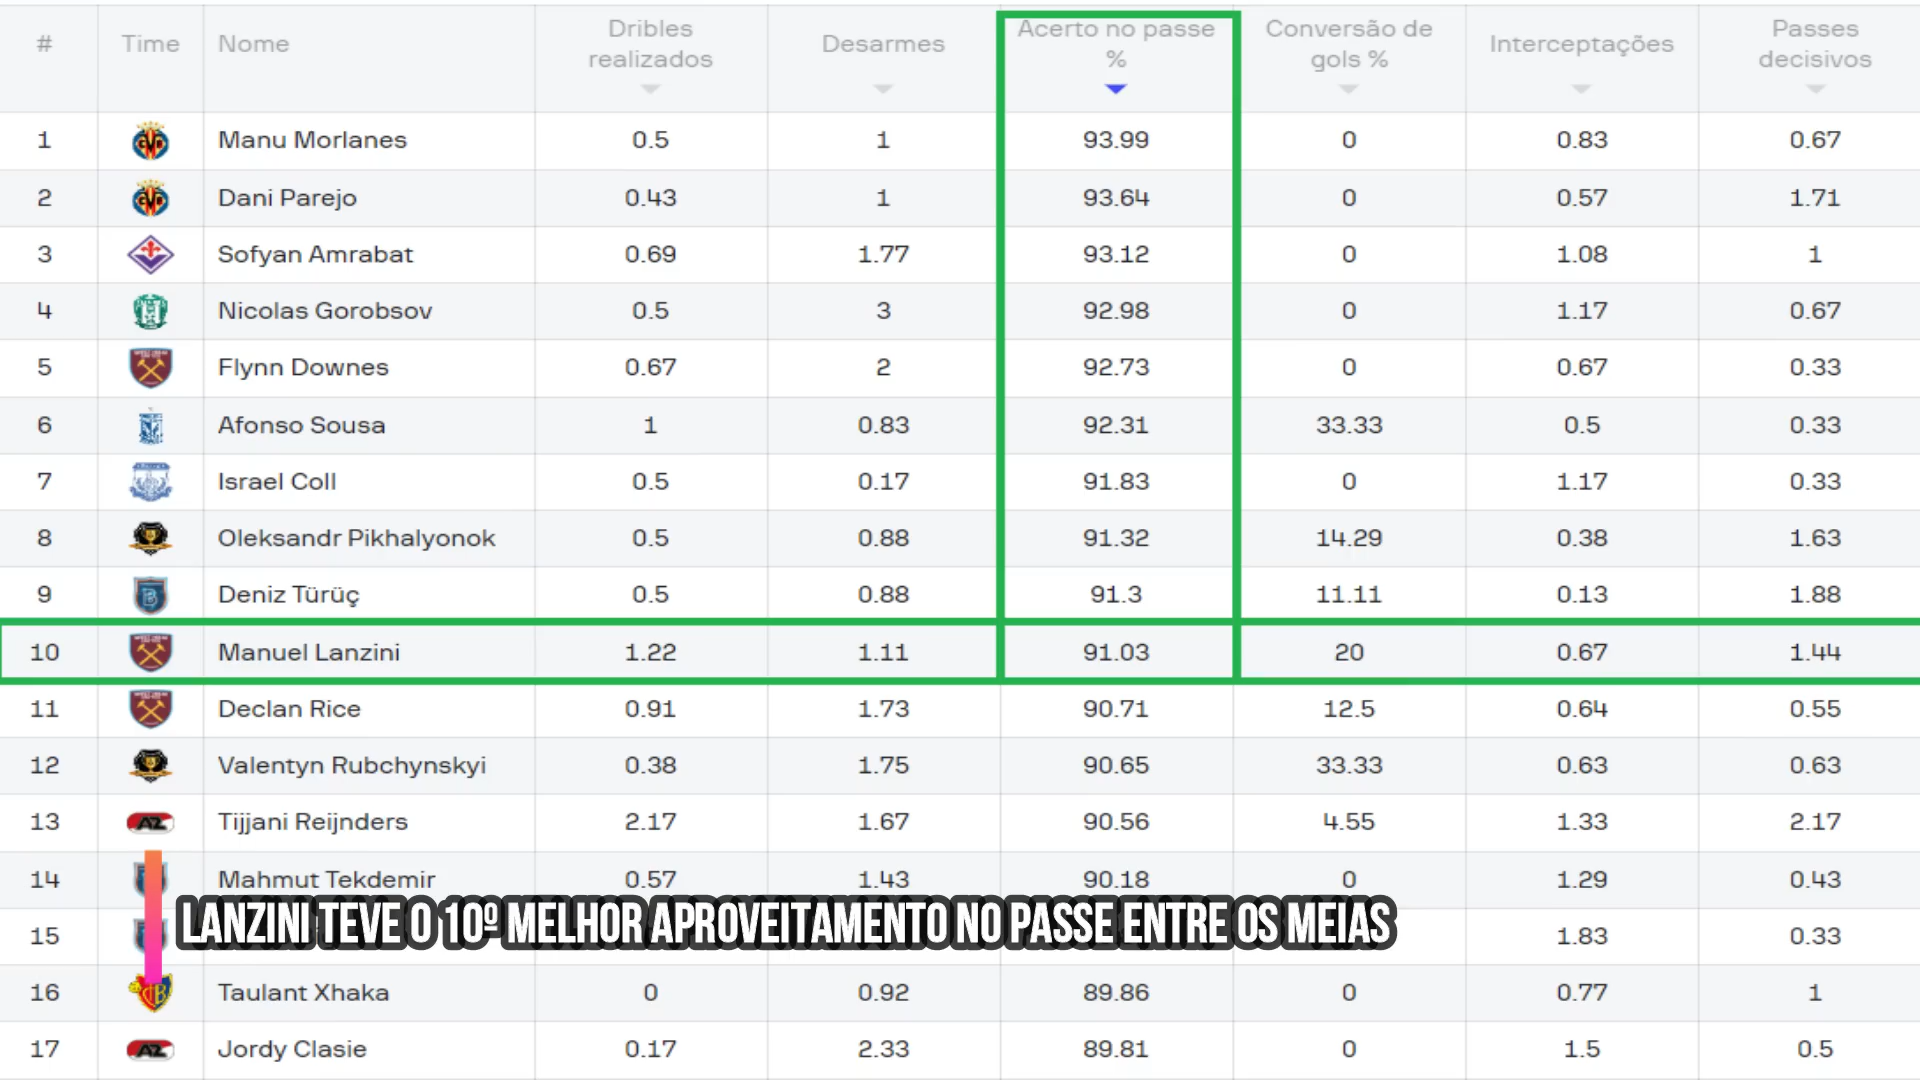 # Time Nome Dribles realizados Desarmes Acerto no passe % Conversão de gols % Interceptações Passes decisivos
1 Manu Morlanes 0.5 1 93.99 0 0.83 0.67
2 Dani Parejo 0.43 1 93.64 0 0.57 1.71
3 Sofyan Amrabat 0.69 1.77 93.12 0 1.08 1
4 Nicolas Gorobsov 0.5 3 92.98 0 1.17 0.67
5 Flynn Downes 0.67 2 92.73 0 0.67 0.33
6 Afonso Sousa 1 0.83 92.31 33.33 0.5 0.33
7 Israel Coll 0.5 0.17 91.83 0 1.17 0.33
8 Oleksandr Pikhalyonok 0.5 0.88 91.32 14.29 0.38 1.63
9 Deniz Türüç 0.5 0.88 91.3 11.11 0.13 1.88
10 Manuel Lanzini 1.22 1.11 91.03 20 0.67 1.44
11 Declan Rice 0.91 1.73 90.71 12.5 0.64 0.55
12 Valentyn Rubchynskyi 0.38 1.75 90.65 33.33 0.63 0.63
13 AZ Tijjani Reijnders 2.17 1.67 90.56 4.55 1.33 2.17
14 Mahmut Tekdemir 0.57 1.43 90.18 0 1.29 0.43
LANZINI TEVE O 10º MELHOR APROVEITAMENTO NO PASSE ENTRE OS MEIAS
15 1.83 0.33
16 Taulant Xhaka 0 0.92 89.86 0 0.77 1
17 AZ Jordy Clasie 0.17 2.33 89.81 0 1.5 0.5